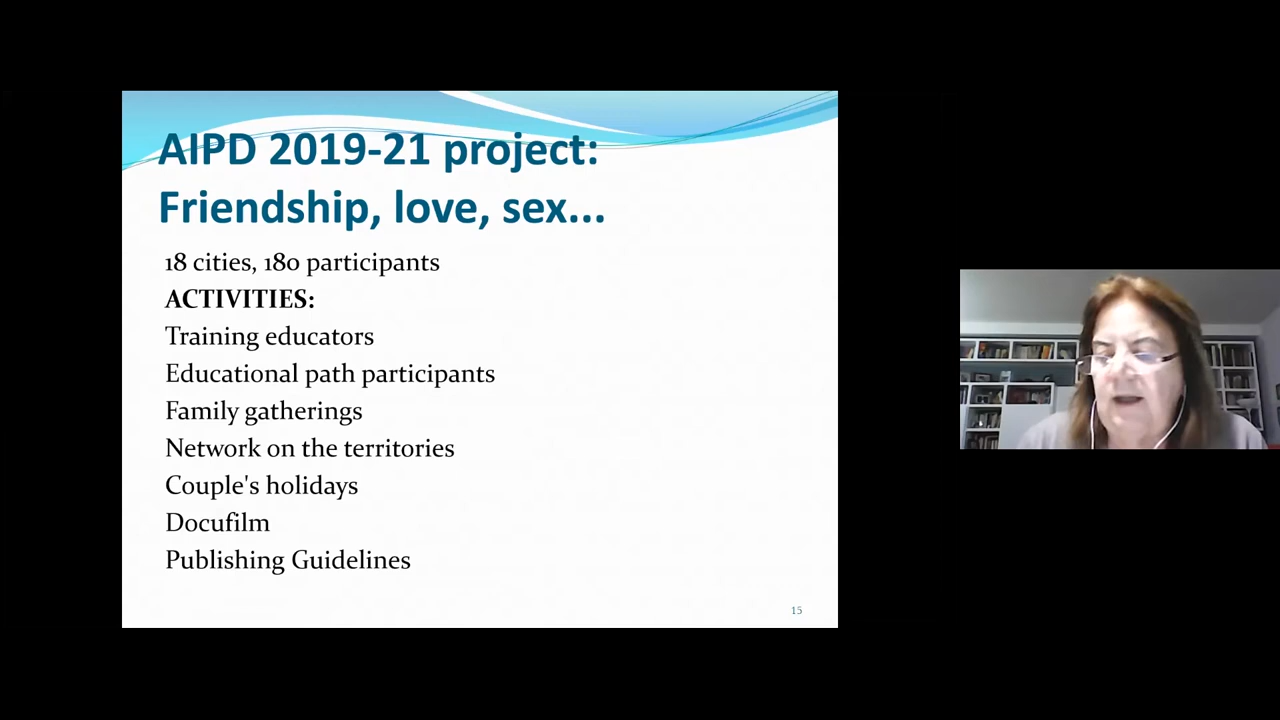 AIPD 2019-21 project:
Friendship, love, sex...
18 cities, 180 participants
ACTIVITIES:
Training educators
Educational path participants
Family gatherings
Network on the territories
Couple's holidays
Docufilm
Publishing Guidelines
15